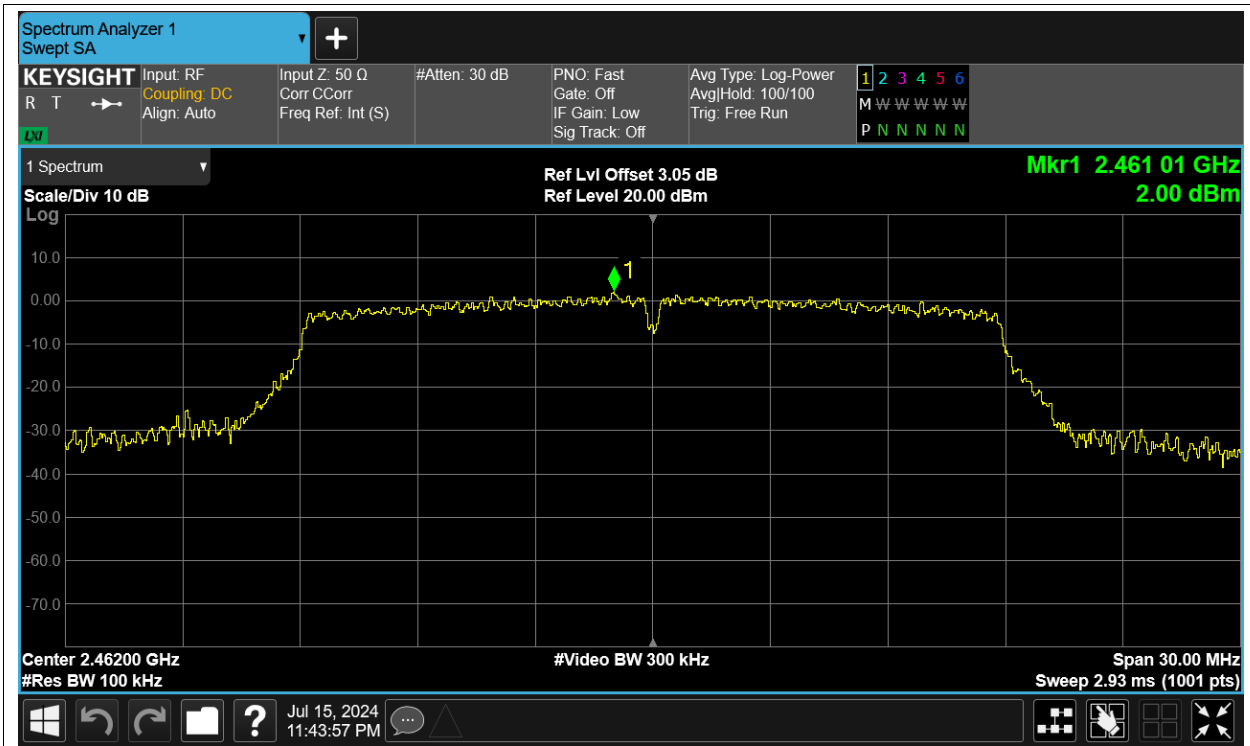 Spectrum Analyzer 1
Swept SA
KEYSIGHT
R T
LXI
Input: RF
Coupling: DC
Align: Auto
Input Z: 50 Ω
Corr CCorr
Freq Ref: Int (S)
#Atten: 30 dB
PNO: Fast
Gate: Off
IF Gain: Low
Sig Track: Off
Avg Type: Log-Power
Avg|Hold: 100/100
Trig: Free Run
1 2 3 4 5 6
M W W W W W
P N N N N N
1 Spectrum
Scale/Div 10 dB
Log
Ref Lvl Offset 3.05 dB
Ref Level 20.00 dBm
Mkr1 2.461 01 GHz
2.00 dBm
10.0
1
0.00
-10.0
-20.0
-30.0
-40.0
-50.0
-60.0
-70.0
Center 2.46200 GHz
#Video BW 300 kHz
Span 30.00 MHz
#Res BW 100 kHz
Sweep 2.93 ms (1001 pts)
?
Jul 15, 2024
11:43:57 PM